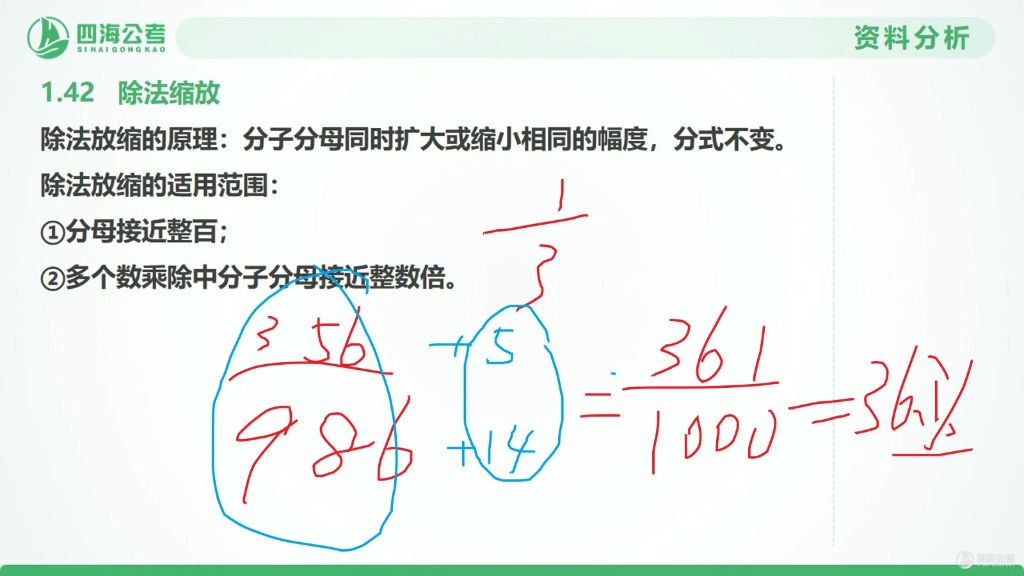 四海公考
SIHAIGONGKAO
资料分析
1.42 除法缩放
除法放缩的原理：分子分母同时扩大或缩小相同的幅度，分式不变。
除法放缩的适用范围：
①分母接近整百；
②多个数乘除中分子分母接近整数倍。
1
3
356 +5 361
= = 36.1%
986 +14 1000